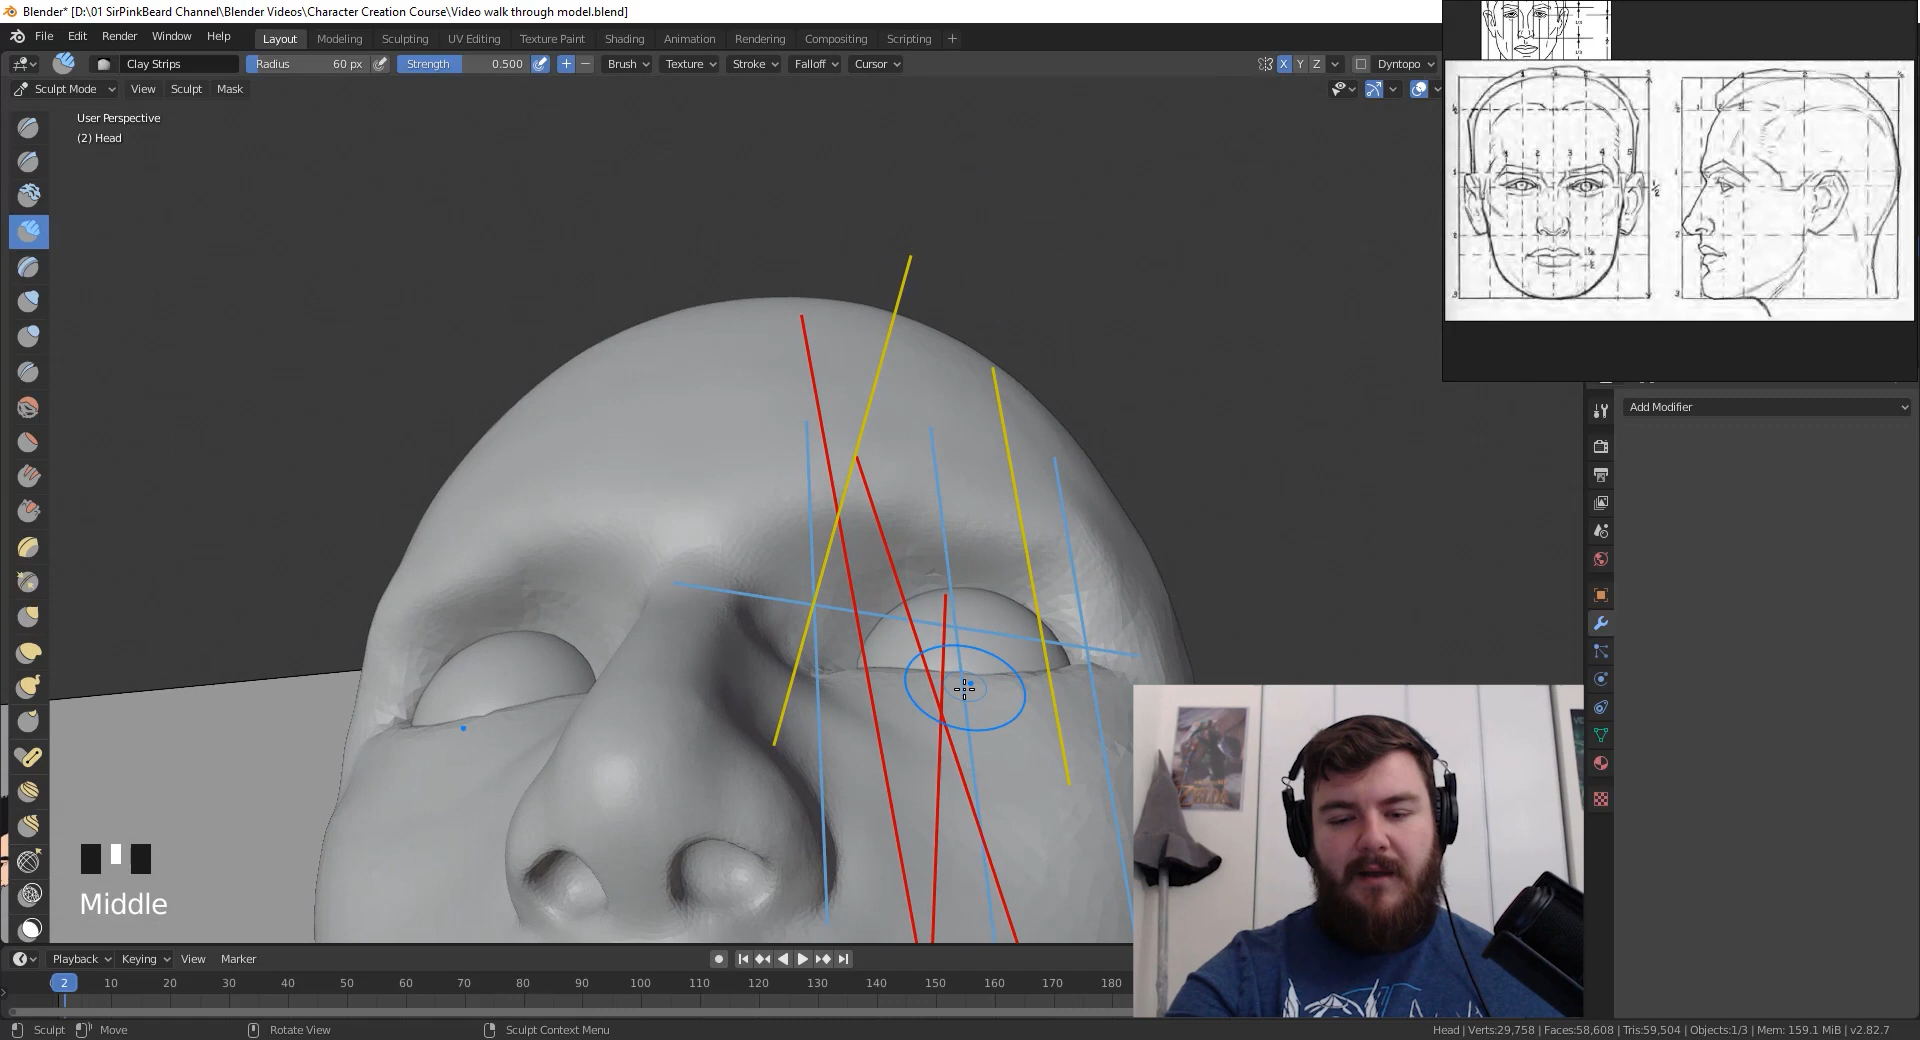 Blender* [D:\01 SirPinkBeard Channel\Blender Videos\Character Creation Course\Video walk through model.blend]
File Edit Render Window Help Layout Modeling Sculpting UV Editing Texture Paint Shading Animation Rendering Compositing Scripting +
Clay Strips Radius 60 px Strength 0.500 + − Brush Texture Stroke Falloff Cursor X Y Z Dyntopo
Sculpt Mode View Sculpt Mask
User Perspective
(2) Head
Add Modifier
Middle
Playback Keying View Marker
2 10 20 30 40 50 60 70 80 90 100 110 120 130 140 150 160 170 180
Sculpt Move Rotate View Sculpt Context Menu Head | Verts:29,758 | Faces:58,608 | Tris:59,504 | Objects:1/3 | Mem: 159.1 MiB | v2.82.7